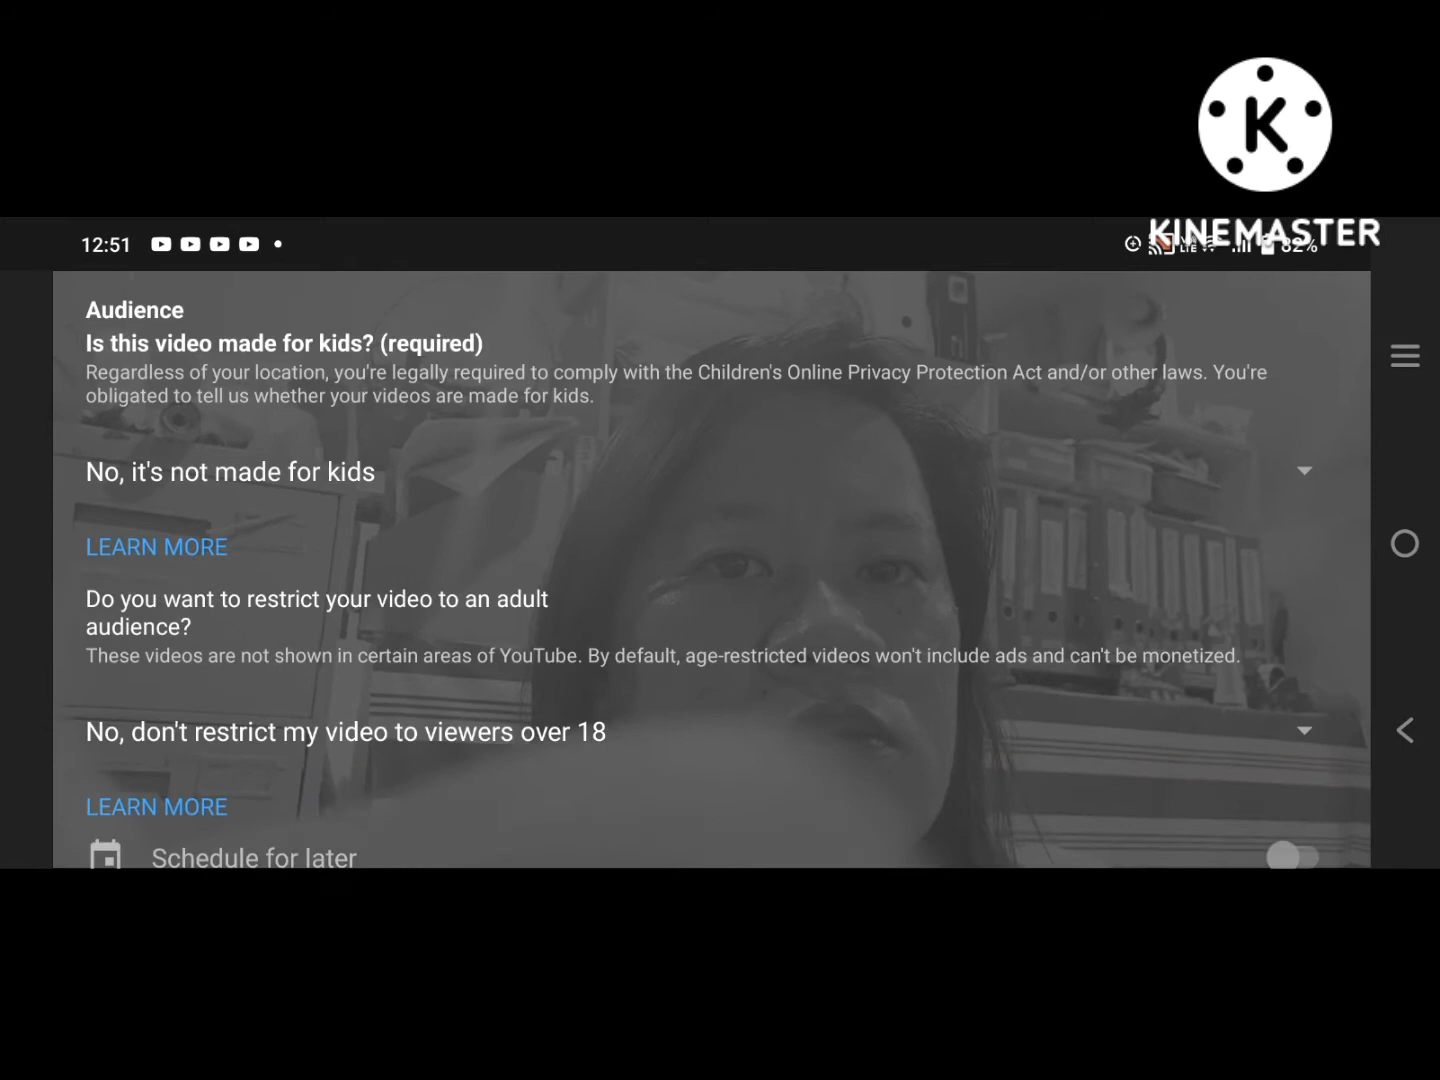 K
KINEMASTER
12:51
82%
Audience
Is this video made for kids? (required)
Regardless of your location, you're legally required to comply with the Children's Online Privacy Protection Act and/or other laws. You're
obligated to tell us whether your videos are made for kids.
No, it's not made for kids
LEARN MORE
Do you want to restrict your video to an adult
audience?
These videos are not shown in certain areas of YouTube. By default, age-restricted videos won't include ads and can't be monetized.
No, don't restrict my video to viewers over 18
LEARN MORE
Schedule for later